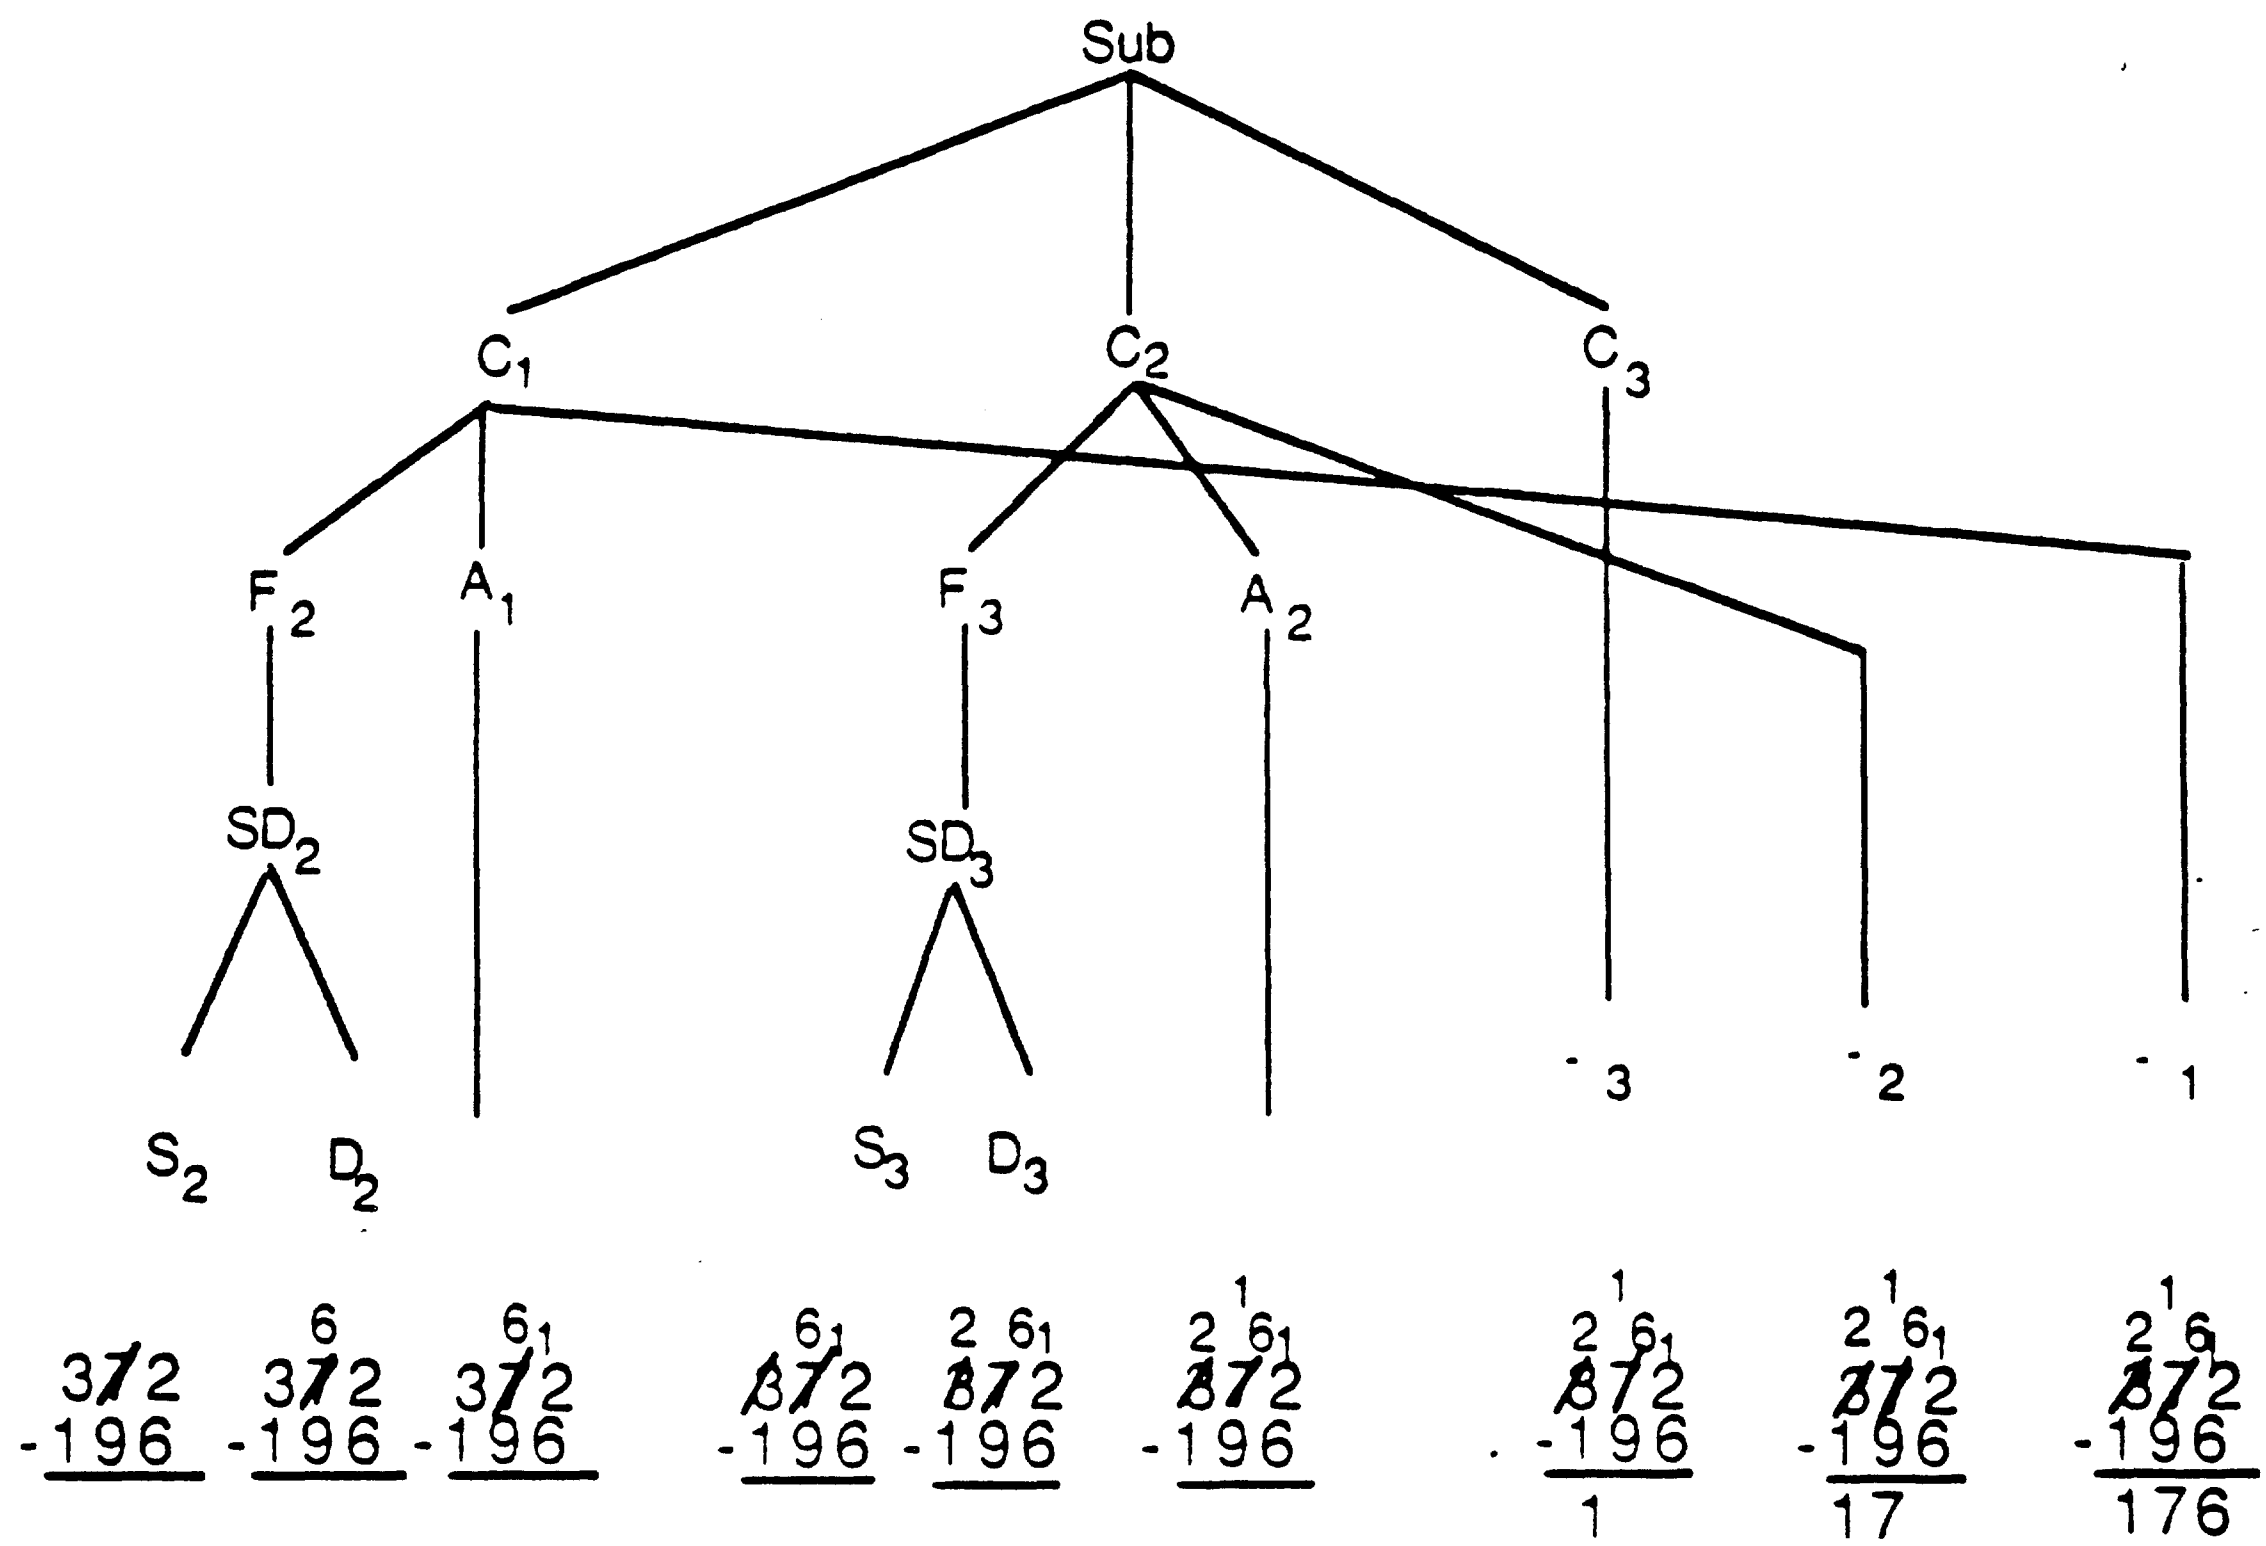 Sub
C1 C2 C3
F2 A1 F3 A2
SD2 SD3
-3 -2 -1
S2 D2 S3 D3
1 1 1 1
6 61 61 2 61 2 61 2 61 2 61 2 61
372 372 372 372 372 372 372 372 372
-196 -196 -196 -196 -196 -196 -196 -196 -196
1 17 176